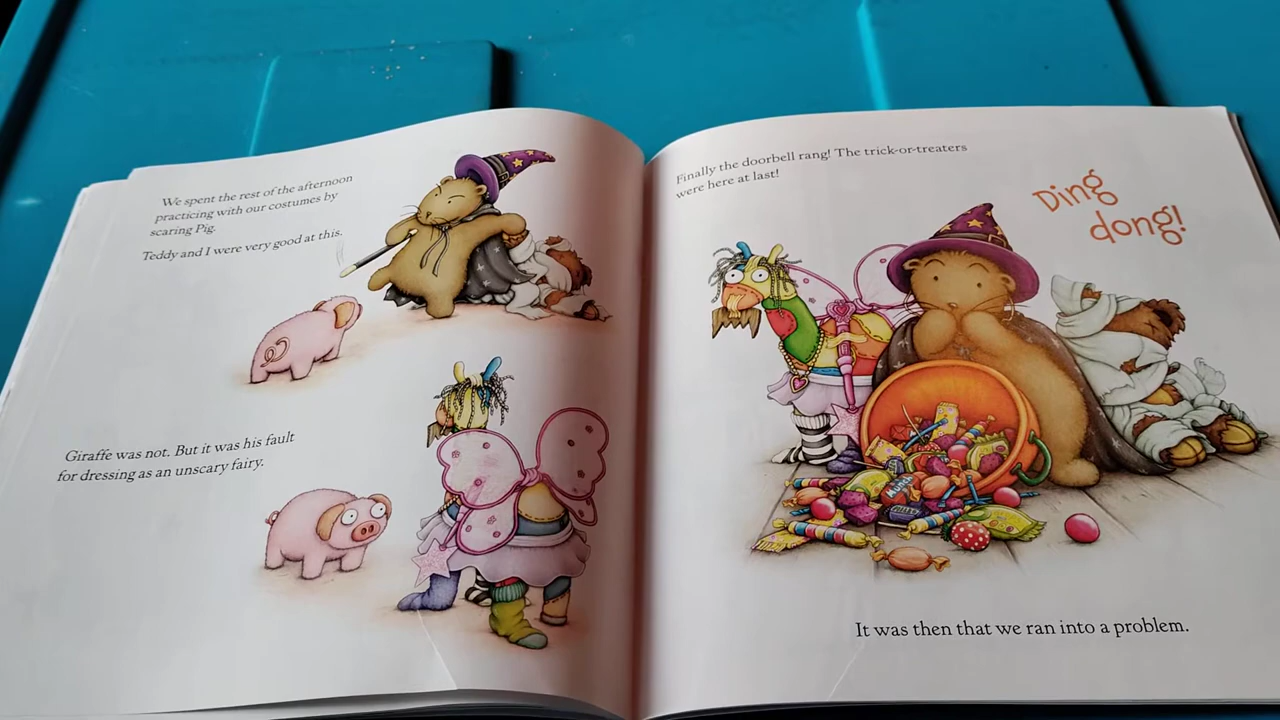 We spent the rest of the afternoon
practicing with our costumes by
scaring Pig.
Teddy and I were very good at this.
Giraffe was not. But it was his fault
for dressing as an unscary fairy.
Finally the doorbell rang! The trick-or-treaters
were here at last!
Ding
dong!
It was then that we ran into a problem.